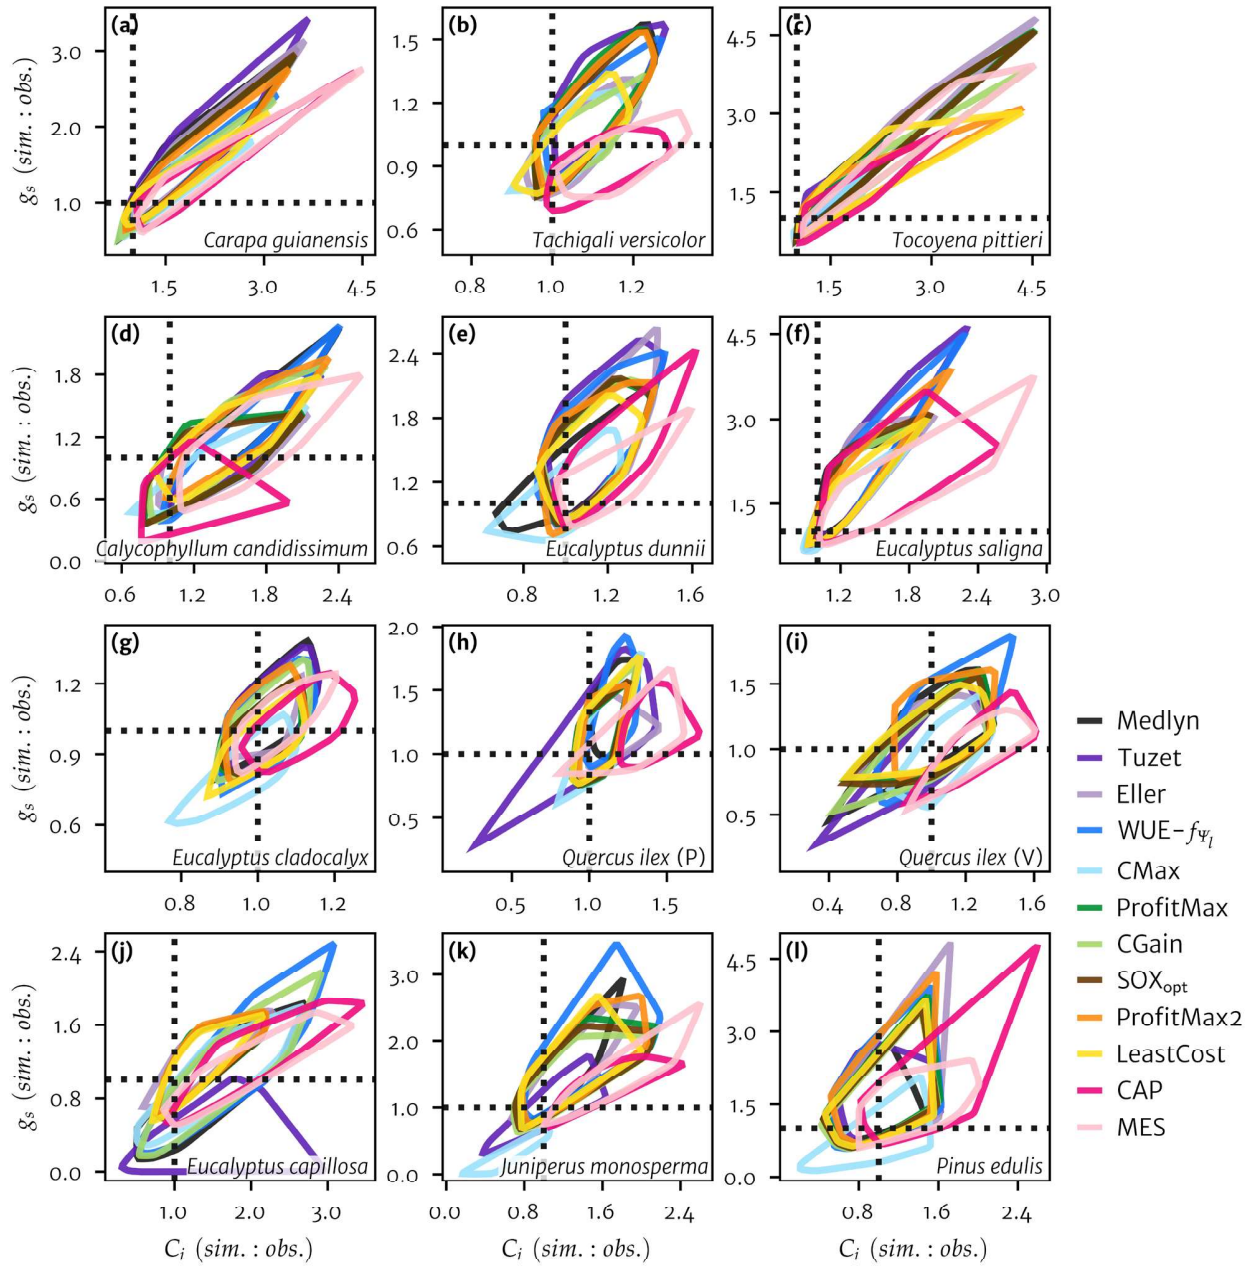 (a)
(b)
(c)
gs (sim. : obs.)
3.0
2.0
1.0
1.5
1.2
0.9
0.6
4.5
3.0
1.5
Carapa guianensis
Tachigali versicolor
Tocoyena pittieri
1.5 3.0 4.5
0.8 1.0 1.2
1.5 3.0 4.5
(d)
(e)
(f)
gs (sim. : obs.)
1.8
1.2
0.6
0.0
2.4
1.8
1.2
0.6
4.5
3.0
1.5
Calycophyllum candidissimum
Eucalyptus dunnii
Eucalyptus saligna
0.6 1.2 1.8 2.4
0.8 1.2 1.6
1.2 1.8 2.4 3.0
(g)
(h)
(i)
gs (sim. : obs.)
1.2
0.9
0.6
2.0
1.5
1.0
0.5
1.5
1.0
0.5
Eucalyptus cladocalyx
Quercus ilex (P)
Quercus ilex (V)
0.8 1.0 1.2
0.5 1.0 1.5
0.4 0.8 1.2 1.6
(j)
(k)
(l)
gs (sim. : obs.)
2.4
1.6
0.8
0.0
3.0
2.0
1.0
0.0
4.5
3.0
1.5
0.0
Eucalyptus capillosa
Juniperus monosperma
Pinus edulis
1.0 2.0 3.0
0.0 0.8 1.6 2.4
0.8 1.6 2.4
Ci (sim. : obs.)
Ci (sim. : obs.)
Ci (sim. : obs.)
Medlyn
Tuzet
Eller
WUE-fΨl
CMax
ProfitMax
CGain
SOXopt
ProfitMax2
LeastCost
CAP
MES